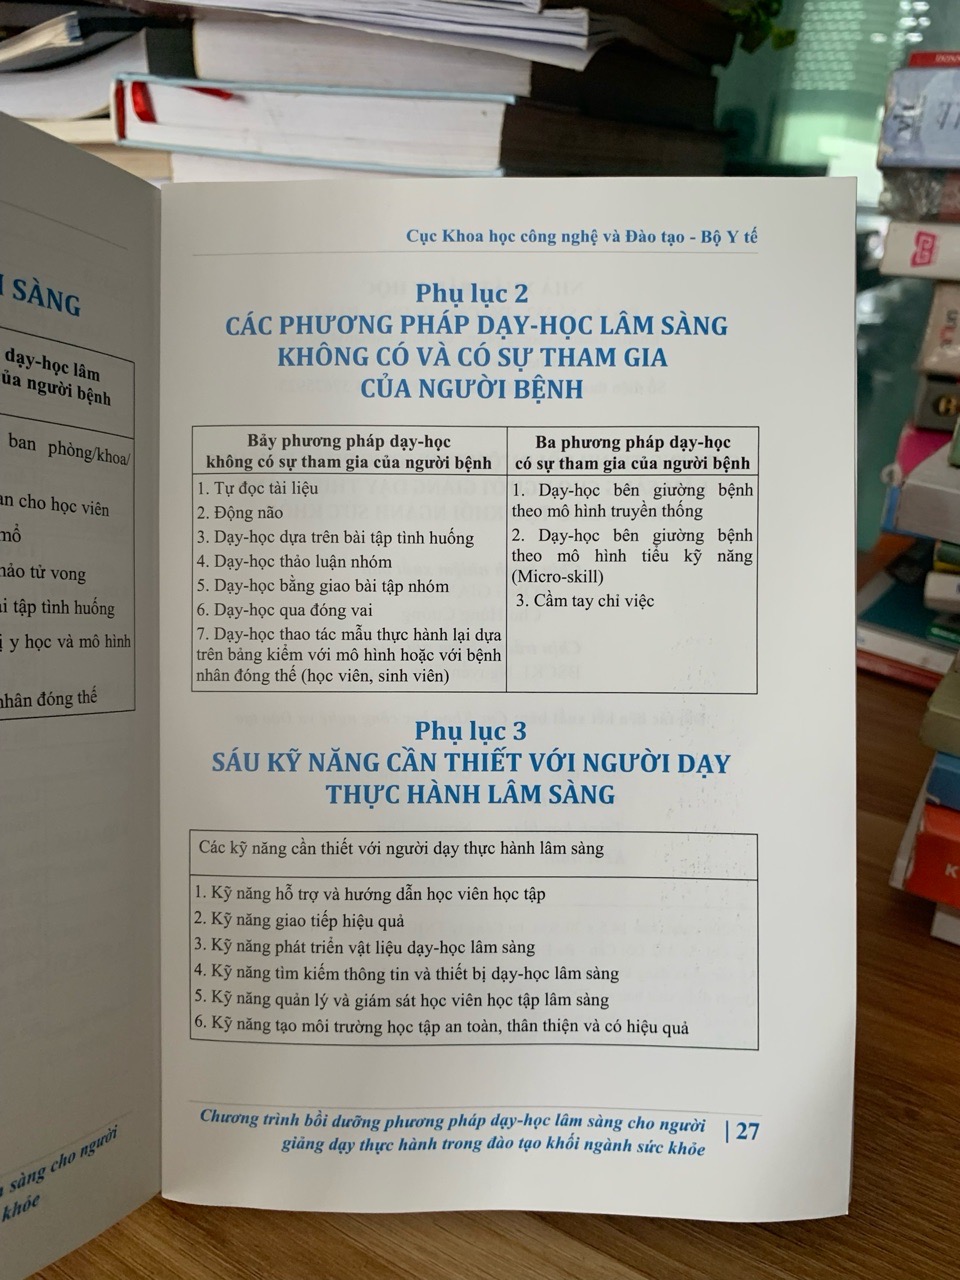 SÀNG
dạy-học lâm
của người bệnh
ban phòng/khoa/
cho học viên
mổ
tử vong
tập tình huống
y học và mô hình
nhân đóng thế
sàng cho người
khỏe
Cục Khoa học công nghệ và Đào tạo - Bộ Y tế
Phụ lục 2
CÁC PHƯƠNG PHÁP DẠY-HỌC LÂM SÀNG
KHÔNG CÓ VÀ CÓ SỰ THAM GIA
CỦA NGƯỜI BỆNH
Bảy phương pháp dạy-học
không có sự tham gia của người bệnh
1. Tự đọc tài liệu
2. Động não
3. Dạy-học dựa trên bài tập tình huống
4. Dạy-học thảo luận nhóm
5. Dạy-học bằng giao bài tập nhóm
6. Dạy-học qua đóng vai
7. Dạy-học thao tác mẫu thực hành lại dựa
trên bảng kiểm với mô hình hoặc với bệnh
nhân đóng thế (học viên, sinh viên)
Ba phương pháp dạy-học
có sự tham gia của người bệnh
1. Dạy-học bên giường bệnh
theo mô hình truyền thống
2. Dạy-học bên giường bệnh
theo mô hình tiểu kỹ năng
(Micro-skill)
3. Cầm tay chỉ việc
Phụ lục 3
SÁU KỸ NĂNG CẦN THIẾT VỚI NGƯỜI DẠY
THỰC HÀNH LÂM SÀNG
Các kỹ năng cần thiết với người dạy thực hành lâm sàng
1. Kỹ năng hỗ trợ và hướng dẫn học viên học tập
2. Kỹ năng giao tiếp hiệu quả
3. Kỹ năng phát triển vật liệu dạy-học lâm sàng
4. Kỹ năng tìm kiếm thông tin và thiết bị dạy-học lâm sàng
5. Kỹ năng quản lý và giám sát học viên học tập lâm sàng
6. Kỹ năng tạo môi trường học tập an toàn, thân thiện và có hiệu quả
Chương trình bồi dưỡng phương pháp dạy-học lâm sàng cho người
giảng dạy thực hành trong đào tạo khối ngành sức khỏe
| 27